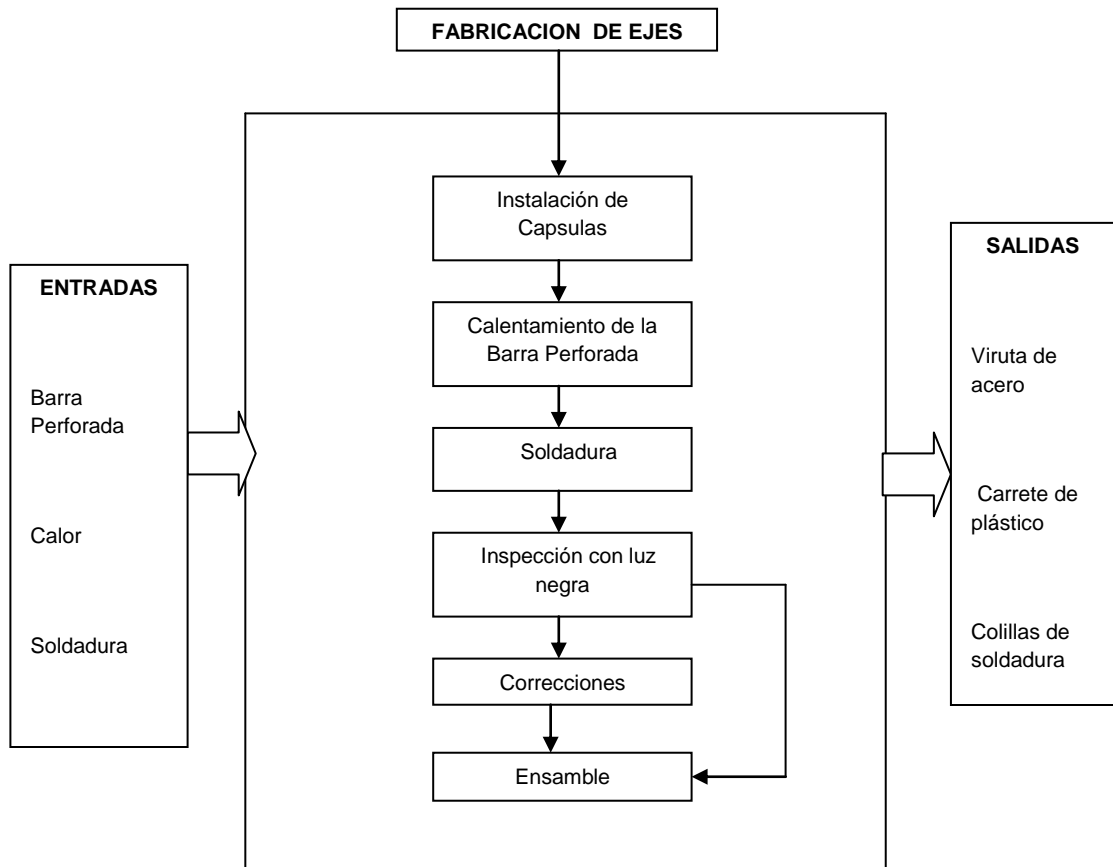 FABRICACION DE EJES
ENTRADAS
Barra
Perforada
Calor
Soldadura
Instalación de
Capsulas
Calentamiento de la
Barra Perforada
Soldadura
Inspección con luz
negra
Correcciones
Ensamble
SALIDAS
Viruta de
acero
Carrete de
plástico
Colillas de
soldadura